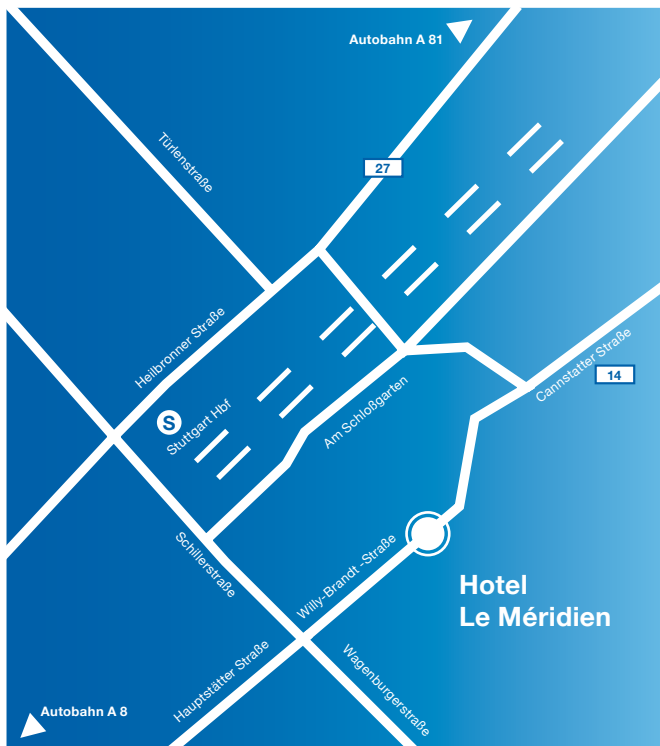 Autobahn A 81
Türlenstraße
27
Heilbronner Straße
Cannstatter Straße
14
Am Schloßgarten
S
Stuttgart Hbf
Schillerstraße
Willy-Brandt -Straße
Hotel
Le Méridien
Hauptstätter Straße
Wagenburgerstraße
Autobahn A 8